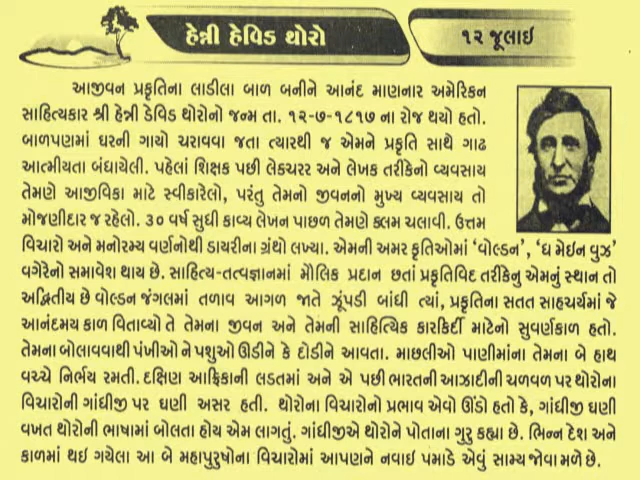 હેન્રી હેવિડ થોરો
૧૨ જૂલાઇ
આજીવન પ્રકૃતિના લાડીલા બાળ બનીને આનંદ માણનાર અમેરિકન
સાહિત્યકાર શ્રી હેન્રી ડેવિડ થોરોનો જન્મ તા. ૧૨-૭-૧૮૧૭ ના રોજ થયો હતો.
બાળપણમાં ઘરની ગાયો ચરાવવા જતા ત્યારથી જ એમને પ્રકૃતિ સાથે ગાઢ
આત્મીયતા બંધાયેલી. પહેલાં શિક્ષક પછી લેક્ચરર અને લેખક તરીકેનો વ્યવસાય
તેમણે આજીવિકા માટે સ્વીકારેલો, પરંતુ તેમનો જીવનનો મુખ્ય વ્યવસાય તો
મોજણીદાર જ રહેલો. ૩૦ વર્ષ સુધી કાવ્ય લેખન પાછળ તેમણે કલમ ચલાવી. ઉત્તમ
વિચારો અને મનોરમ્ય વર્ણનોથી ડાયરીના ગ્રંથો લખ્યા. એમની અમર કૃતિઓમાં ‘વોલ્ડન’, ‘ધ મેઇન વુઝ’
વગેરેનો સમાવેશ થાય છે. સાહિત્ય-તત્વજ્ઞાનમાં મૌલિક પ્રદાન છતાં પ્રકૃતિવિદ તરીકેનુ એમનું સ્થાન તો
અદ્વિતીય છે વોલ્ડન જંગલમાં તળાવ આગળ જાતે ઝૂંપડી બાંધી ત્યાં, પ્રકૃતિના સતત સાહચર્યમાં જે
આનંદમય કાળ વિતાવ્યો તે તેમના જીવન અને તેમની સાહિત્યિક કારકિર્દી માટેનો સુવર્ણકાળ હતો.
તેમના બોલાવવાથી પંખીઓ ને પશુઓ ઊડીને કે દોડીને આવતા. માછલીઓ પાણીમાંના તેમના બે હાથ
વચ્ચે નિર્ભય રમતી. દક્ષિણ આફ્રિકાની લડતમાં અને એ પછી ભારતની આઝાદીની ચળવળ પર થોરોના
વિચારોની ગાંધીજી પર ઘણી અસર હતી. થોરોના વિચારોનો પ્રભાવ એવો ઊંડો હતો કે, ગાંધીજી ઘણી
વખત થોરોની ભાષામાં બોલતા હોય એમ લાગતું. ગાંધીજીએ થોરોને પોતાના ગુરુ કહ્યા છે. ભિન્ન દેશ અને
કાળમાં થઇ ગયેલા આ બે મહાપુરુષોના વિચારોમાં આપણને નવાઇ પમાડે એવું સામ્ય જોવા મળે છે.